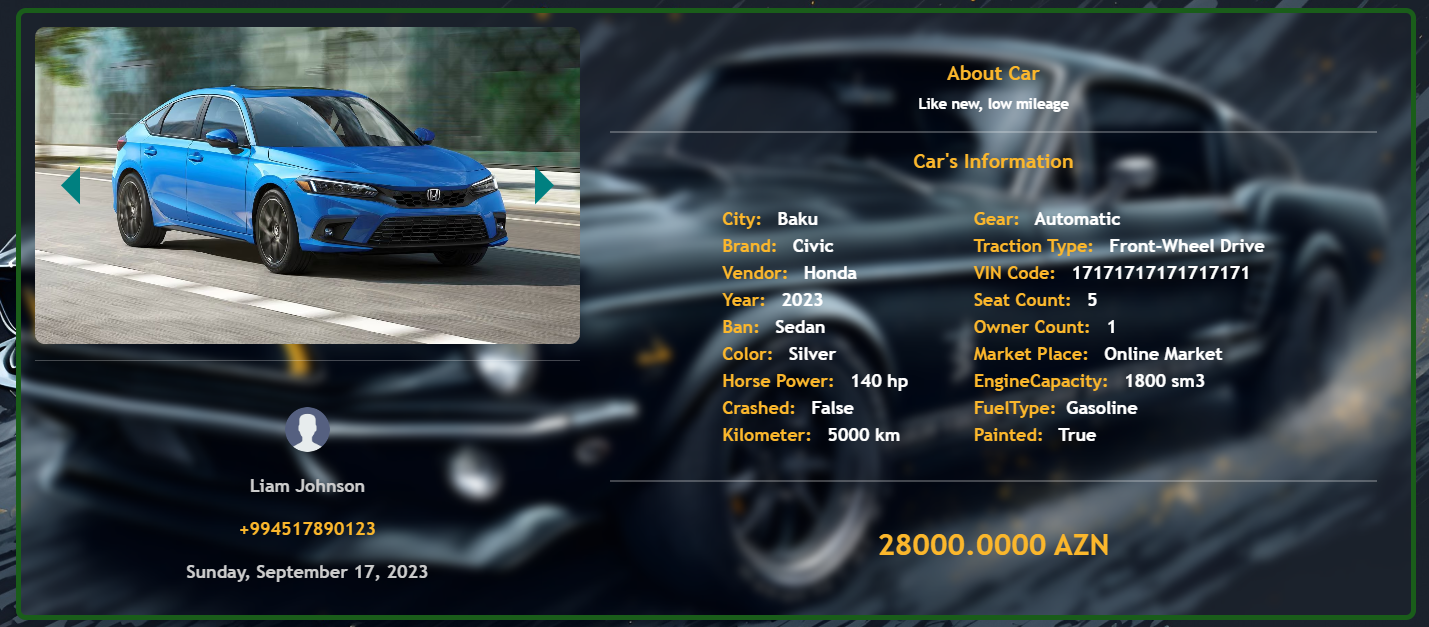 About Car
Like new, low mileage
Car's Information
City: Baku
Brand: Civic
Vendor: Honda
Year: 2023
Ban: Sedan
Color: Silver
Horse Power: 140 hp
Crashed: False
Kilometer: 5000 km
Gear: Automatic
Traction Type: Front-Wheel Drive
VIN Code: 17171717171717171
Seat Count: 5
Owner Count: 1
Market Place: Online Market
EngineCapacity: 1800 sm3
FuelType: Gasoline
Painted: True
28000.0000 AZN
Liam Johnson
+994517890123
Sunday, September 17, 2023